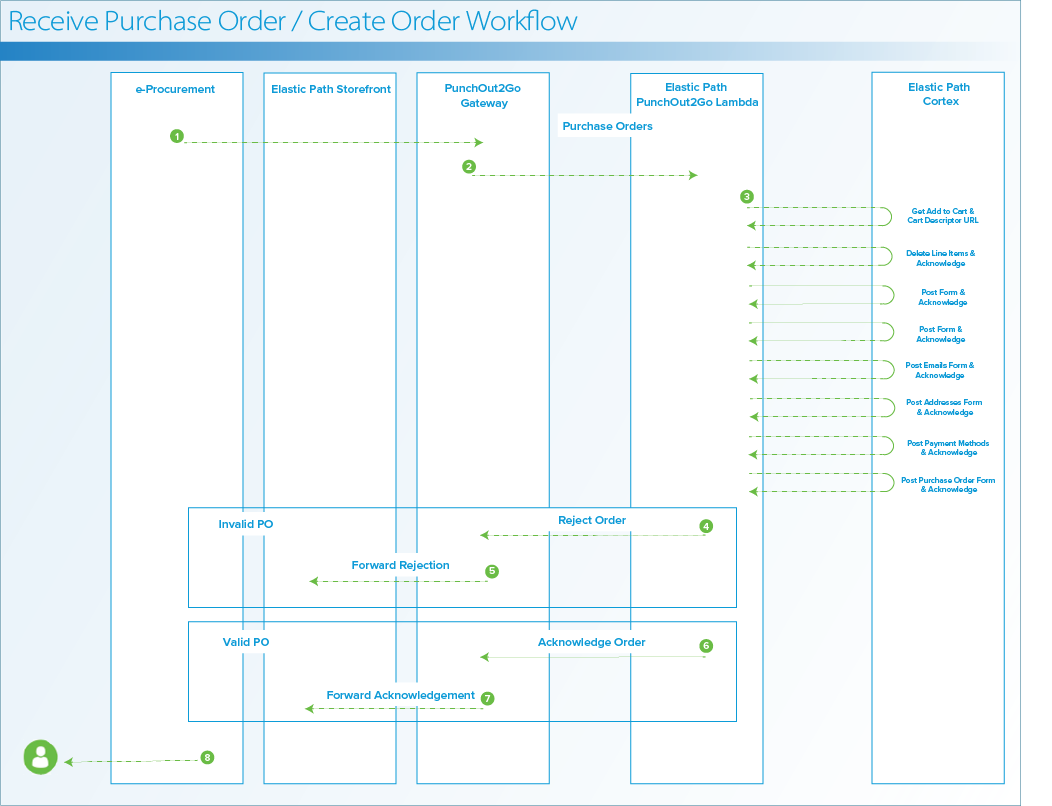 Receive Purchase Order / Create Order Workflow
e-Procurement
Elastic Path Storefront
PunchOut2Go
Gateway
Elastic Path
PunchOut2Go Lambda
Elastic Path
Cortex
Purchase Orders
1
2
3
Get Add to Cart &
Cart Descriptor URL
Delete Line Items &
Acknowledge
Post Form &
Acknowledge
Post Form &
Acknowledge
Post Emails Form &
Acknowledge
Post Addresses Form
& Acknowledge
Post Payment Methods
& Acknowledge
Post Purchase Order Form
& Acknowledge
Invalid PO
Reject Order
4
Forward Rejection
5
Valid PO
Acknowledge Order
6
Forward Acknowledgement
7
8